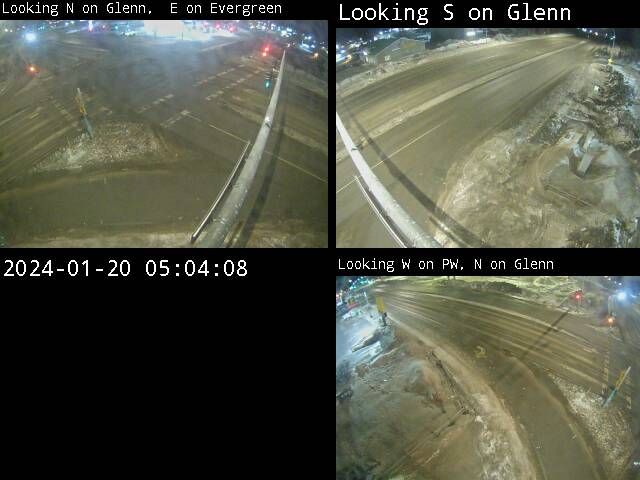 Looking N on Glenn,  E on Evergreen
Looking S on Glenn
2024-01-20 05:04:08
Looking W on PW, N on Glenn